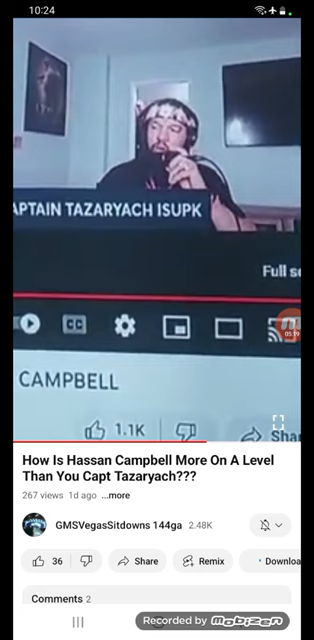 10:24
APTAIN TAZARYACH ISUPK
Full
CC
CAMPBELL
1.1K
Sha
How Is Hassan Campbell More On A Level
Than You Capt Tazaryach???
267 views 1d ago ...more
GMSVegasSitdowns 144ga 2.48K
36 Share Remix Downloa
Comments 2
Recorded by Mobizen